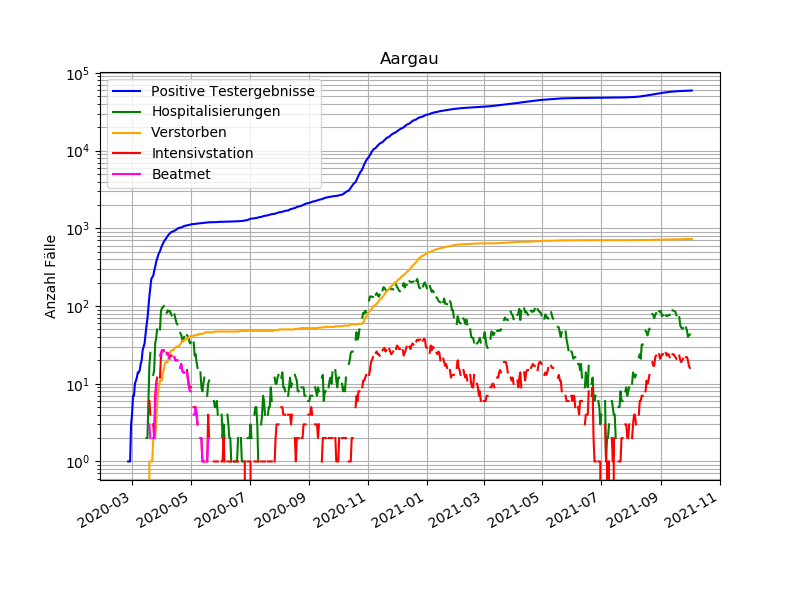 Aargau
Anzahl Fälle
10^5
10^4
10^3
10^2
10^1
10^0
Positive Testergebnisse
Hospitalisierungen
Verstorben
Intensivstation
Beatmet
2020-03
2020-05
2020-07
2020-09
2020-11
2021-01
2021-03
2021-05
2021-07
2021-09
2021-11